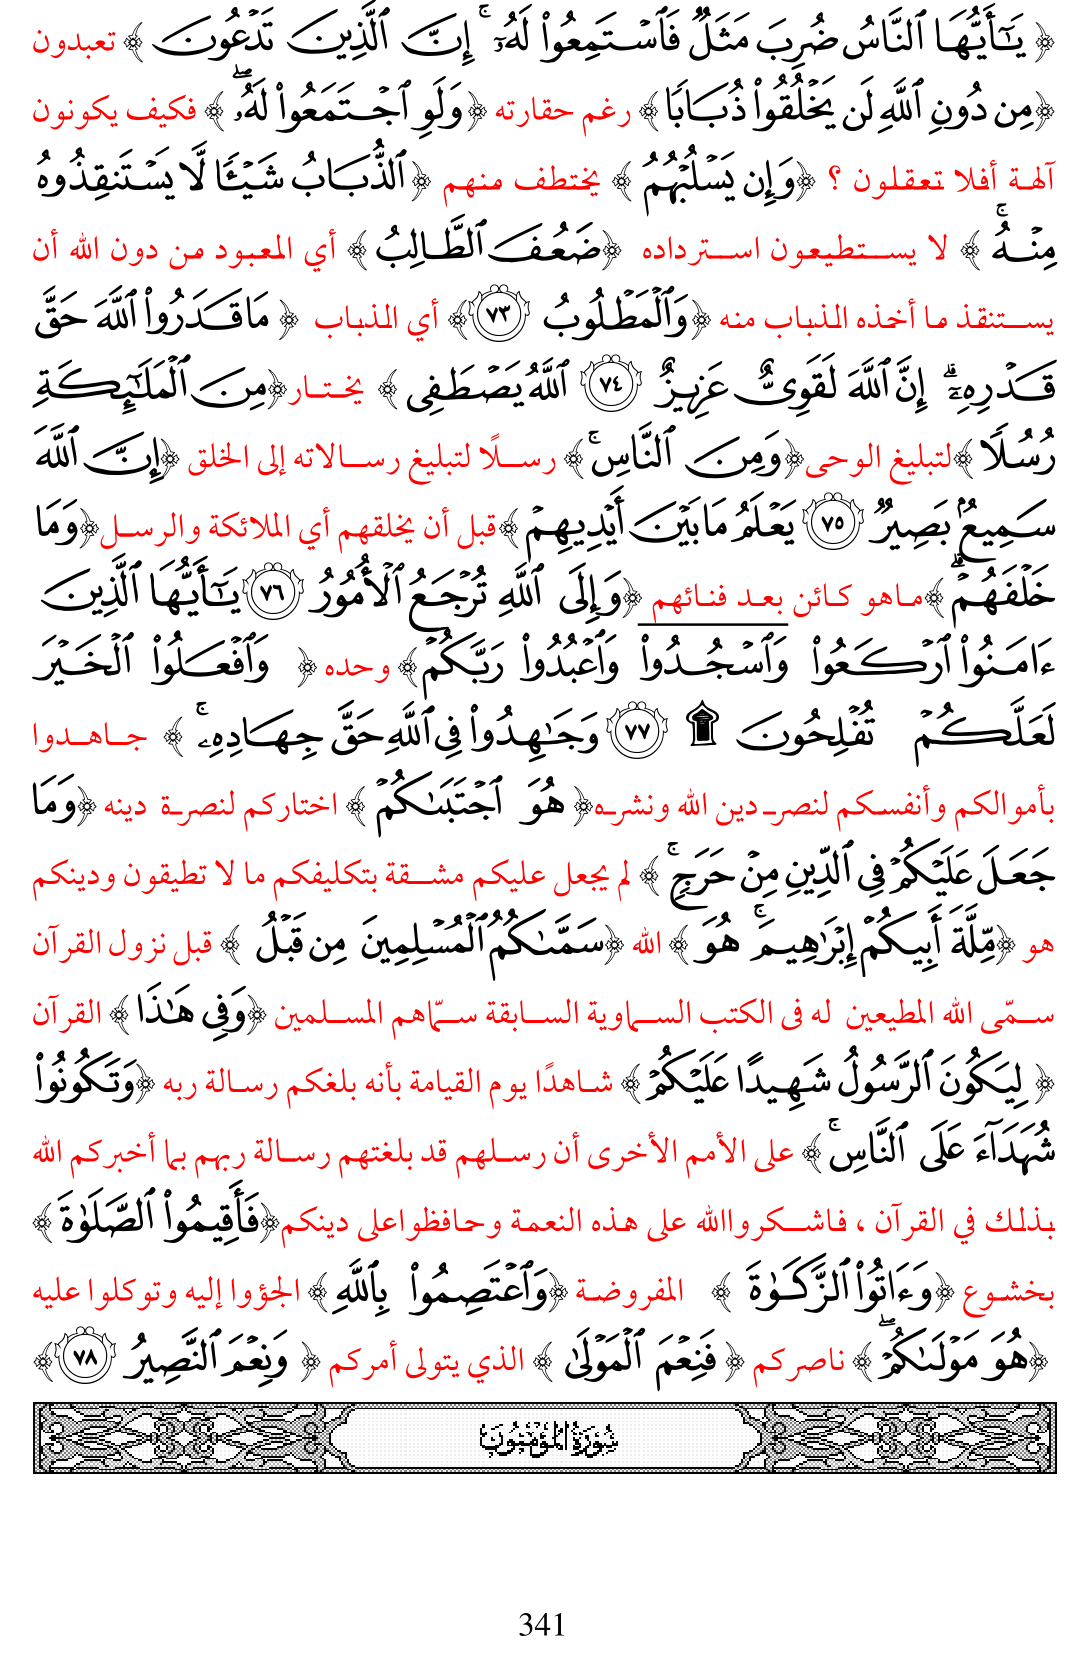 ﴿ يَٰٓأَيُّهَا ٱلنَّاسُ ضُرِبَ مَثَلٌ فَٱسْتَمِعُوا۟ لَهُۥٓ ۚ إِنَّ ٱلَّذِينَ تَدْعُونَ ﴾ تعبدون
﴿مِن دُونِ ٱللَّهِ لَن يَخْلُقُوا۟ ذُبَابًا﴾ رغم حقارته ﴿وَلَوِ ٱجْتَمَعُوا۟ لَهُۥ ۖ ﴾ فكيف يكونون
آلهة أفلا تعقلون ؟ ﴿وَإِن يَسْلُبْهُمُ ﴾ يختطف منهم ﴿ ٱلذُّبَابُ شَيْـًٔا لَّا يَسْتَنقِذُوهُ
مِنْهُ ۚ ﴾ لا يستطيعون استرداده ﴿ضَعُفَ ٱلطَّالِبُ ﴾ أي المعبود من دون الله أن
يستنقذ ما أخذه الذباب منه ﴿وَٱلْمَطْلُوبُ ٧٣﴾ أي الذباب ﴿ مَا قَدَرُوا۟ ٱللَّهَ حَقَّ
قَدْرِهِۦٓ ۗ إِنَّ ٱللَّهَ لَقَوِىٌّ عَزِيزٌ ٧٤ ٱللَّهُ يَصْطَفِى ﴾ يختار﴿مِنَ ٱلْمَلَٰٓئِكَةِ
رُسُلًا﴾لتبليغ الوحى﴿وَمِنَ ٱلنَّاسِ ۚ﴾ رسلًا لتبليغ رسالاته إلى الخلق ﴿إِنَّ ٱللَّهَ
سَمِيعٌۢ بَصِيرٌ ٧٥ يَعْلَمُ مَا بَيْنَ أَيْدِيهِمْ ﴾قبل أن يخلقهم أي الملائكة والرسل﴿وَمَا
خَلْفَهُمْ ۗ ﴾ماهو كائن بعد فنائهم ﴿وَإِلَى ٱللَّهِ تُرْجَعُ ٱلْأُمُورُ ٧٦ يَٰٓأَيُّهَا ٱلَّذِينَ
ءَامَنُوا۟ ٱرْكَعُوا۟ وَٱسْجُدُوا۟ وَٱعْبُدُوا۟ رَبَّكُمْ﴾ وحده ﴿ وَٱفْعَلُوا۟ ٱلْخَيْرَ
لَعَلَّكُمْ تُفْلِحُونَ ۩ ٧٧ وَجَٰهِدُوا۟ فِى ٱللَّهِ حَقَّ جِهَادِهِۦ ۚ ﴾ جاهدوا
بأموالكم وأنفسكم لنصر دين الله ونشره﴿ هُوَ ٱجْتَبَىٰكُمْ ﴾ اختاركم لنصرة دينه ﴿وَمَا
جَعَلَ عَلَيْكُمْ فِى ٱلدِّينِ مِنْ حَرَجٍ ۚ ﴾ لم يجعل عليكم مشقة بتكليفكم ما لا تطيقون ودينكم
هو ﴿مِّلَّةَ أَبِيكُمْ إِبْرَٰهِيمَ ۚ هُوَ ﴾ الله ﴿سَمَّىٰكُمُ ٱلْمُسْلِمِينَ مِن قَبْلُ ﴾ قبل نزول القرآن
سمّى الله المطيعين له فى الكتب السماوية السابقة سمّاهم المسلمين ﴿وَفِى هَٰذَا ﴾ القرآن
﴿ لِيَكُونَ ٱلرَّسُولُ شَهِيدًا عَلَيْكُمْ﴾ شاهدًا يوم القيامة بأنه بلغكم رسالة ربه ﴿وَتَكُونُوا۟
شُهَدَآءَ عَلَى ٱلنَّاسِ ۚ﴾ على الأمم الأخرى أن رسلهم قد بلغتهم رسالة ربهم بما أخبركم الله
بذلك في القرآن ، فاشكروا الله على هذه النعمة وحافظوا على دينكم﴿فَأَقِيمُوا۟ ٱلصَّلَوٰةَ ﴾
بخشوع ﴿وَءَاتُوا۟ ٱلزَّكَوٰةَ ﴾ المفروضة ﴿وَٱعْتَصِمُوا۟ بِٱللَّهِ﴾ الجؤوا إليه وتوكلوا عليه
﴿هُوَ مَوْلَىٰكُمْ ۖ ﴾ ناصركم ﴿ فَنِعْمَ ٱلْمَوْلَىٰ ﴾ الذي يتولى أمركم ﴿ وَنِعْمَ ٱلنَّصِيرُ ٧٨﴾
سُورَةُ المُؤْمِنُونَ
341